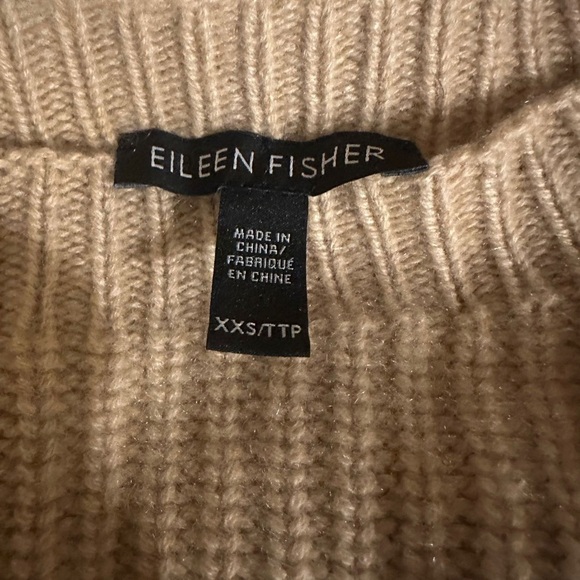 EILEEN FISHER
MADE IN
CHINA/
FABRIQUÉ
EN CHINE
XXS/TTP